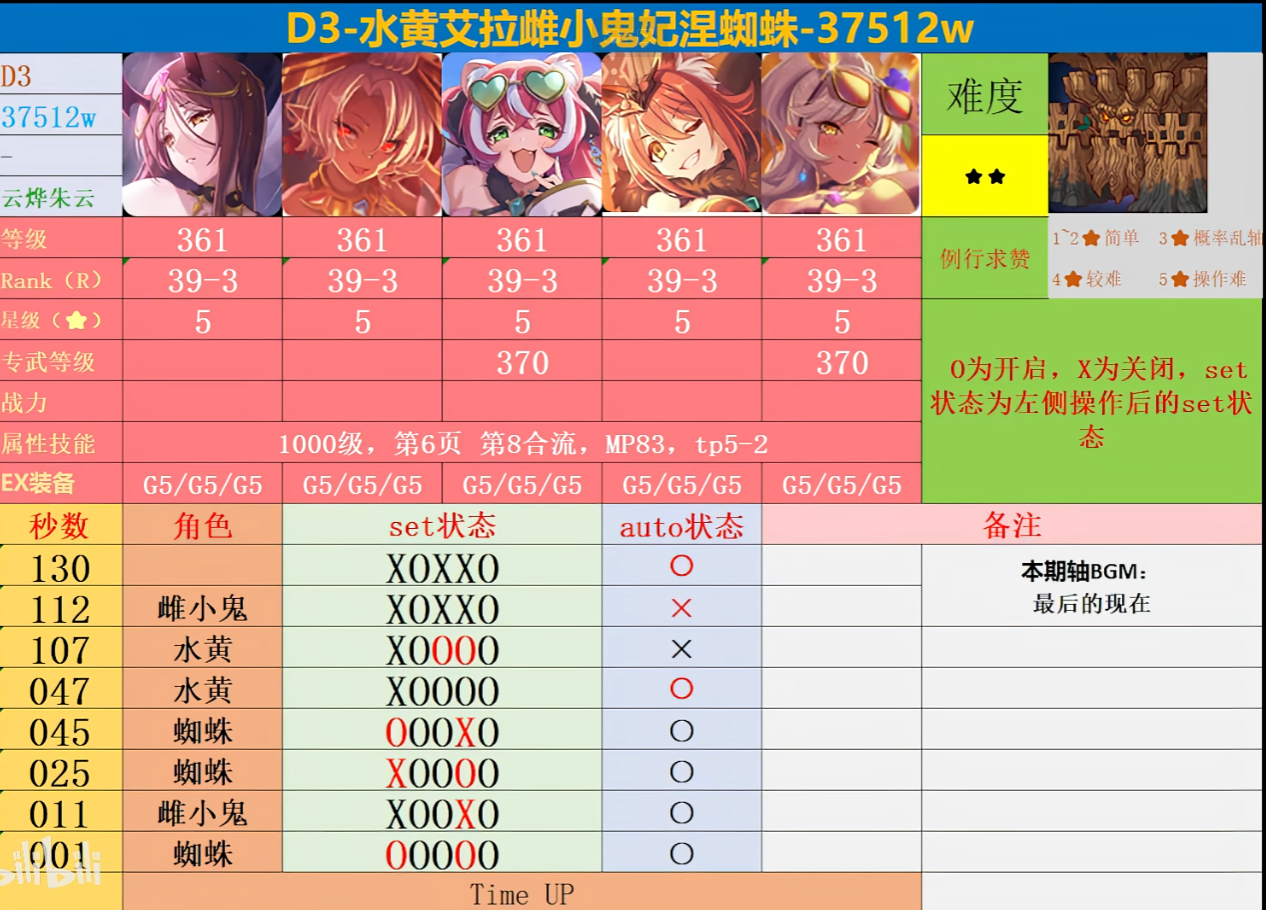 D3-水黄艾拉雌小鬼妃涅蜘蛛-37512w
D3
37512w
-
云烨朱云
难度
★★
等级 361 361 361 361 361
Rank（R） 39-3 39-3 39-3 39-3 39-3
星级（⭐） 5 5 5 5 5
专武等级 370 370
战力
属性技能 1000级，第6页 第8合流，MP83，tp5-2
EX装备 G5/G5/G5 G5/G5/G5 G5/G5/G5 G5/G5/G5 G5/G5/G5
例行求赞
1~2★简单 3★概率乱轴
4★较难 5★操作难
O为开启，X为关闭，set
状态为左侧操作后的set状
态
秒数 角色 set状态 auto状态 备注
130 XOXXO ○
112 雌小鬼 XOXXO ×
107 水黄 XOOOO ×
047 水黄 XOOOO ○
045 蜘蛛 OOOXO ○
025 蜘蛛 XOOOO ○
011 雌小鬼 XOOXO ○
001 蜘蛛 OOOOO ○
本期轴BGM：
最后的现在
Time UP
bilibili